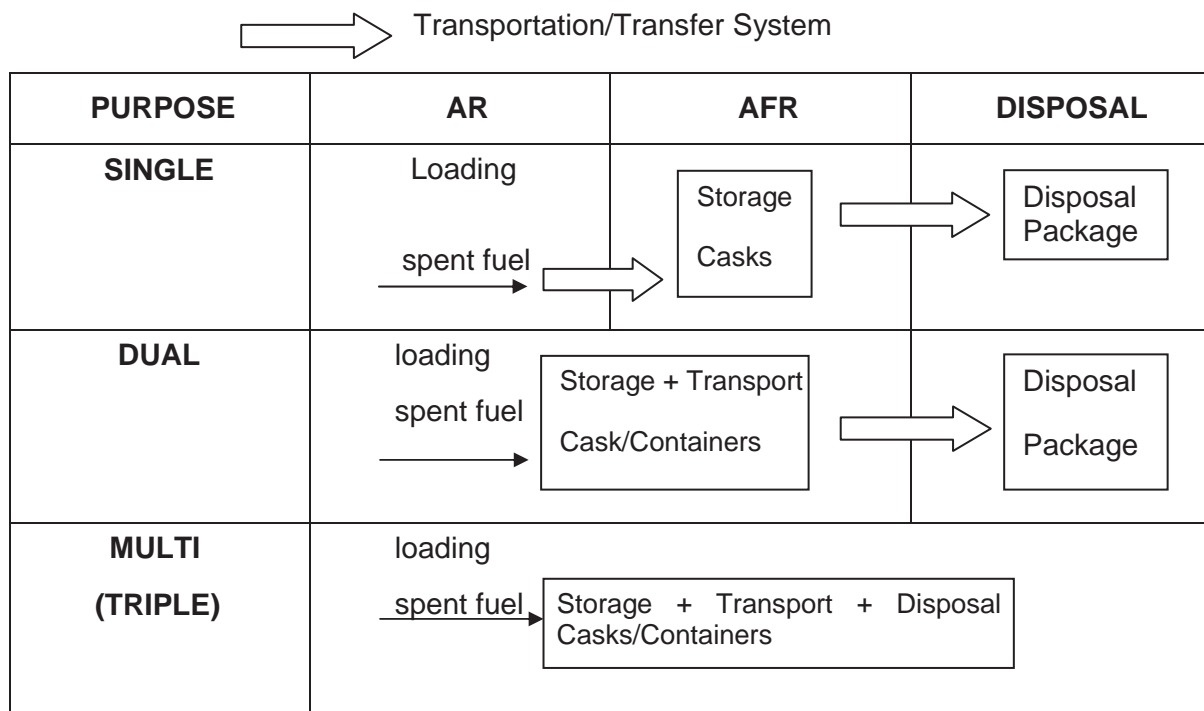 Transportation/Transfer System
PURPOSE AR AFR DISPOSAL
SINGLE
Loading
spent fuel
Storage
Casks
Disposal
Package
DUAL
loading
spent fuel
Storage + Transport
Cask/Containers
Disposal
Package
MULTI
(TRIPLE)
loading
spent fuel
Storage + Transport + Disposal
Casks/Containers